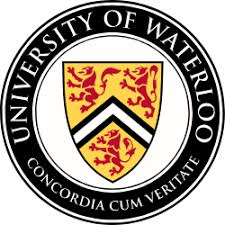 UNIVERSITY OF WATERLOO
CONCORDIA CUM VERITATE